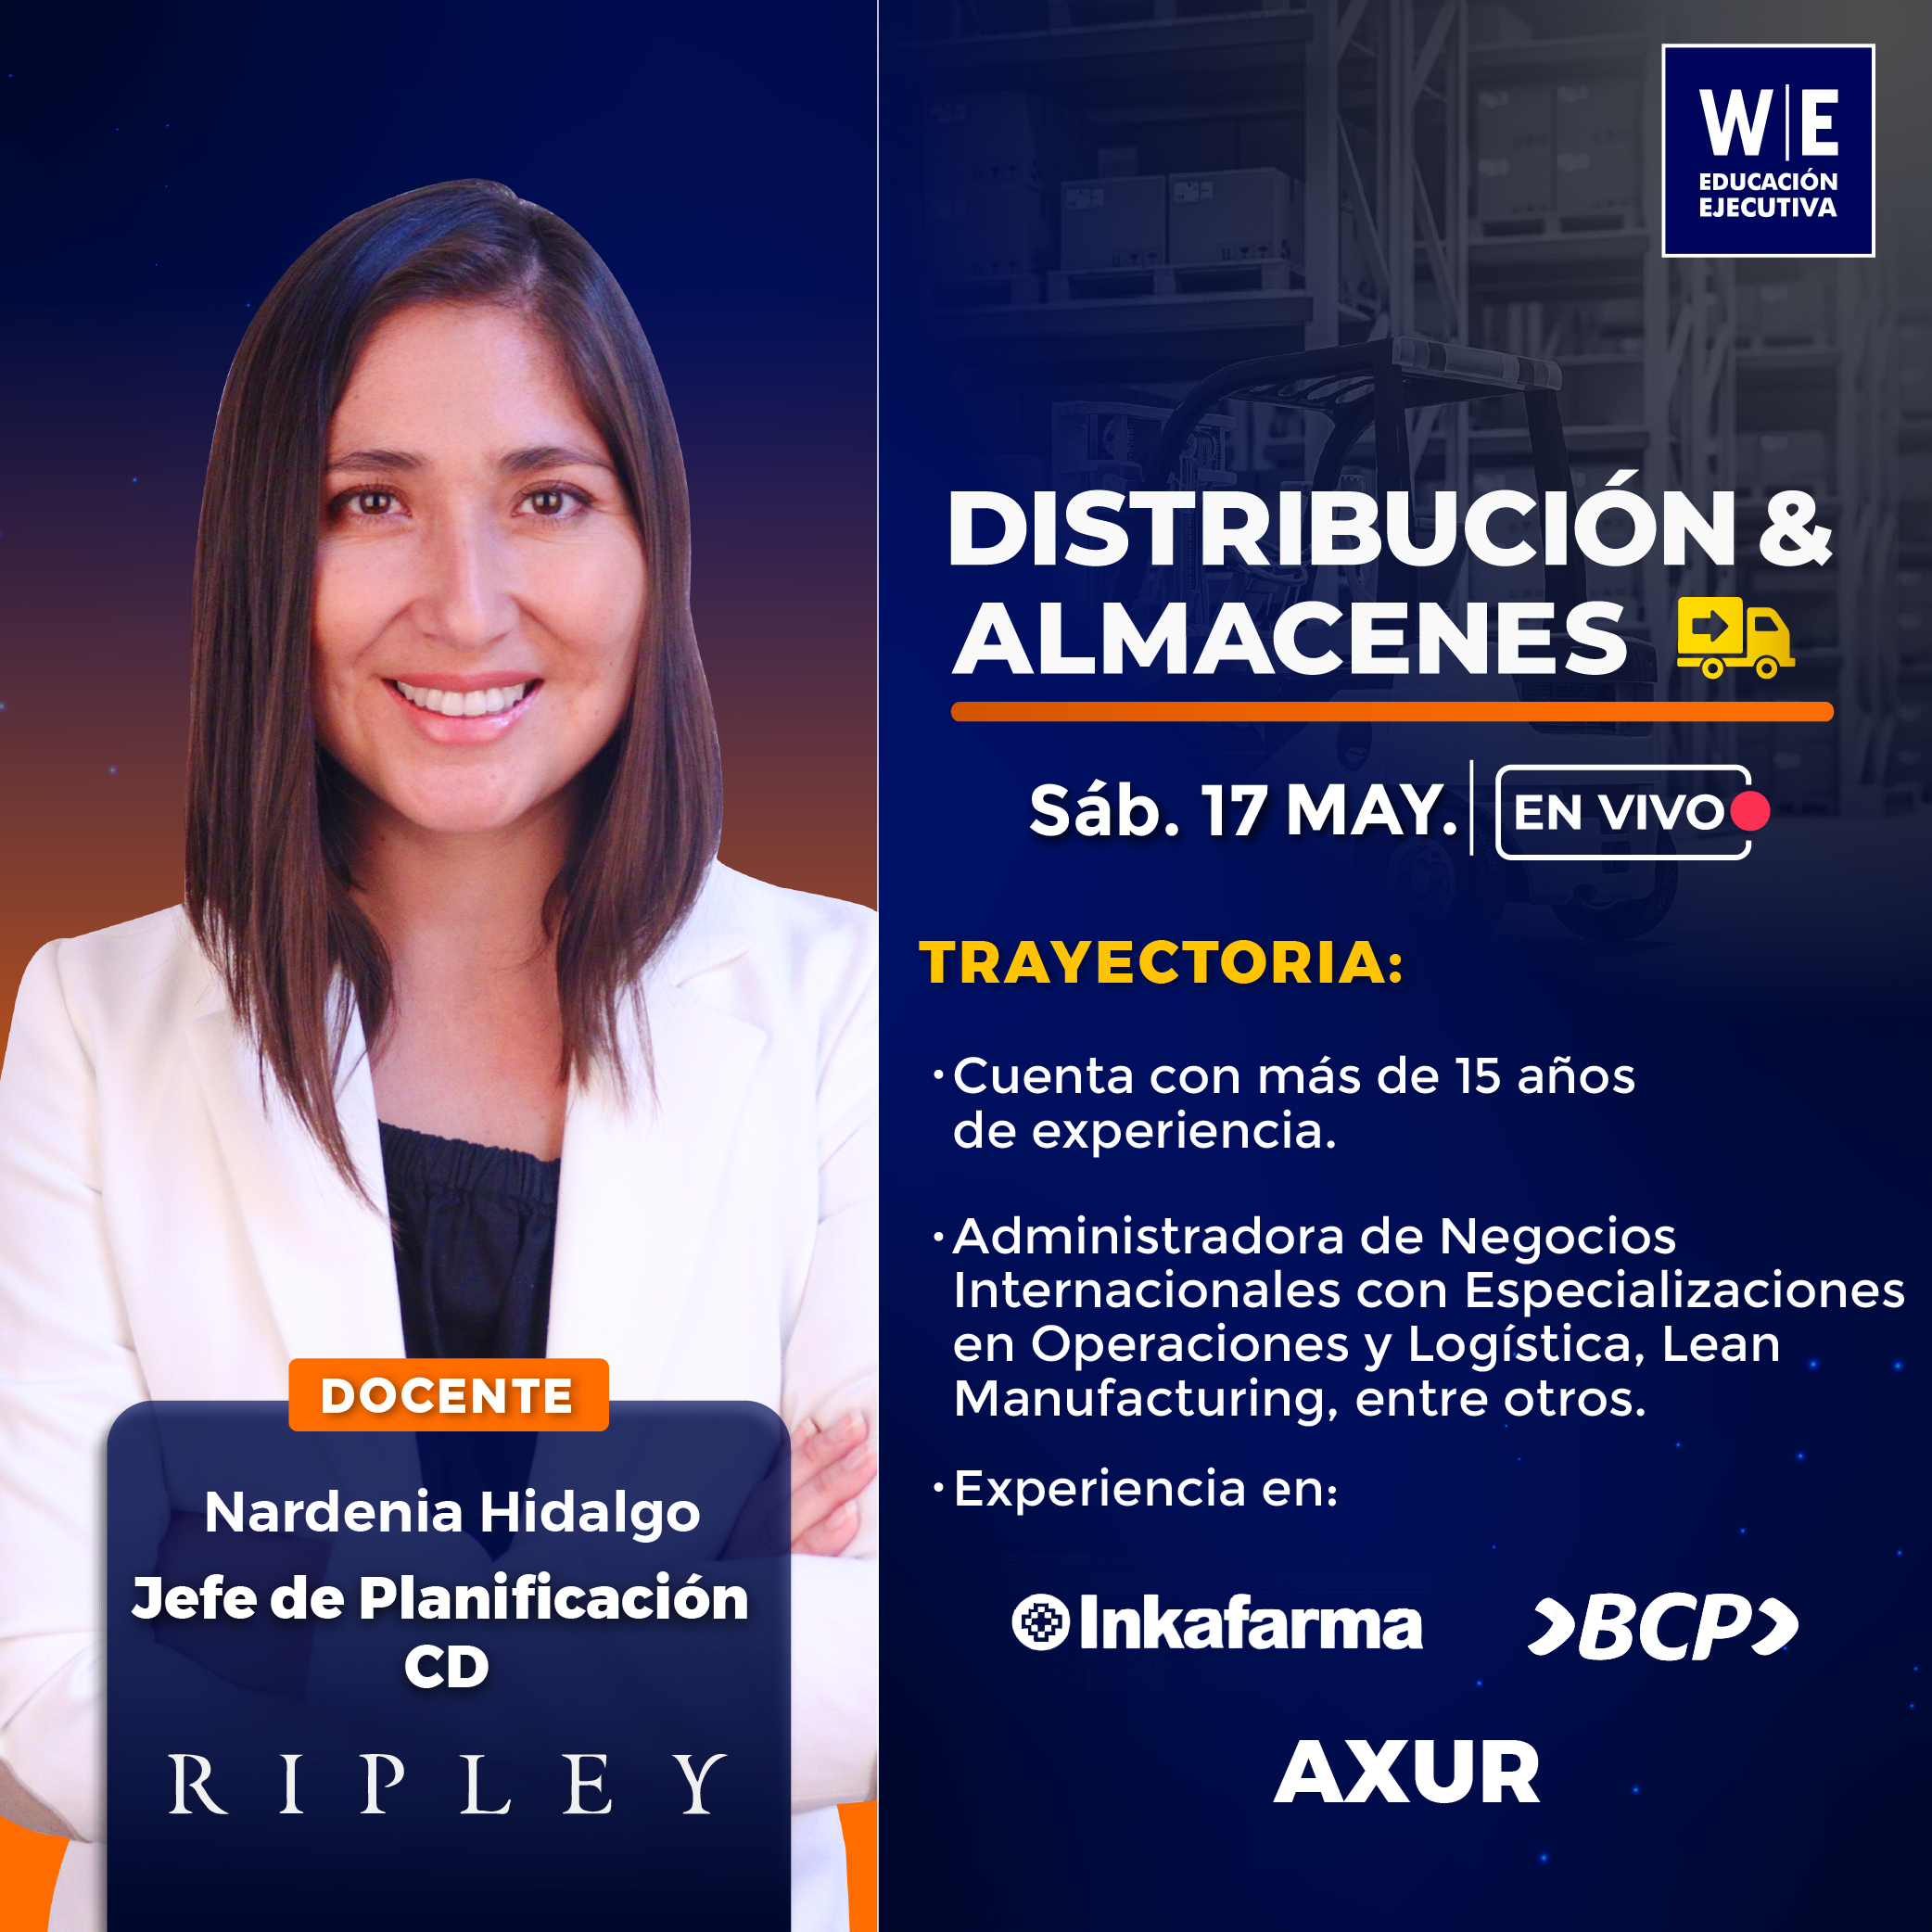 W|E
EDUCACIÓN
EJECUTIVA
DISTRIBUCIÓN &
ALMACENES
Sáb. 17 MAY. | EN VIVO
TRAYECTORIA:
· Cuenta con más de 15 años
de experiencia.
· Administradora de Negocios
Internacionales con Especializaciones
en Operaciones y Logística, Lean
Manufacturing, entre otros.
· Experiencia en:
Inkafarma
BCP
AXUR
DOCENTE
Nardenia Hidalgo
Jefe de Planificación
CD
RIPLEY